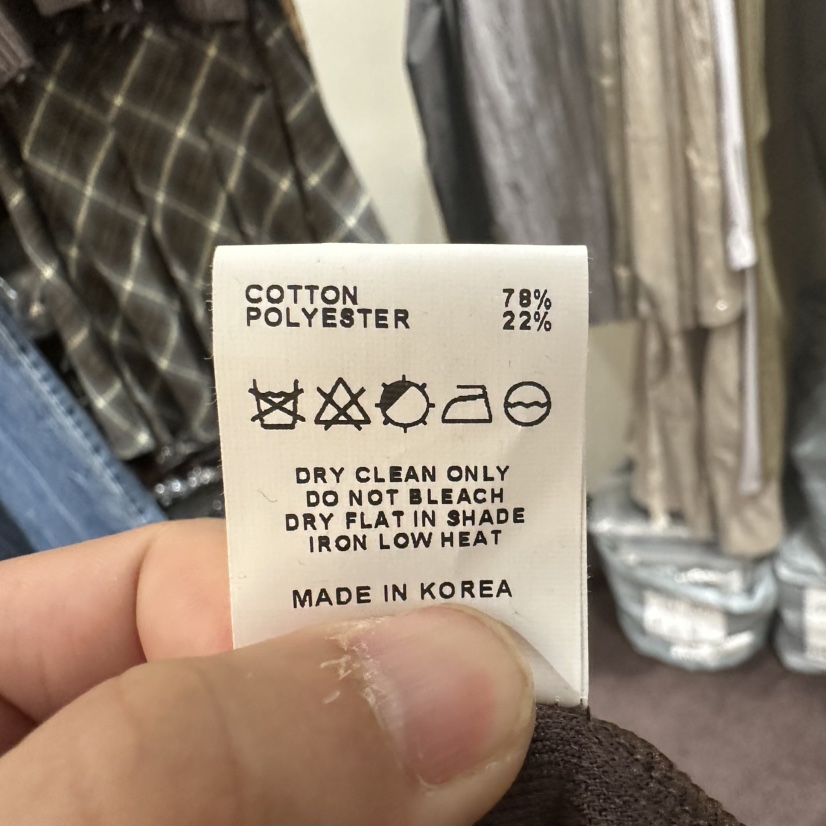 COTTON 78%
POLYESTER 22%
DRY CLEAN ONLY
DO NOT BLEACH
DRY FLAT IN SHADE
IRON LOW HEAT
MADE IN KOREA